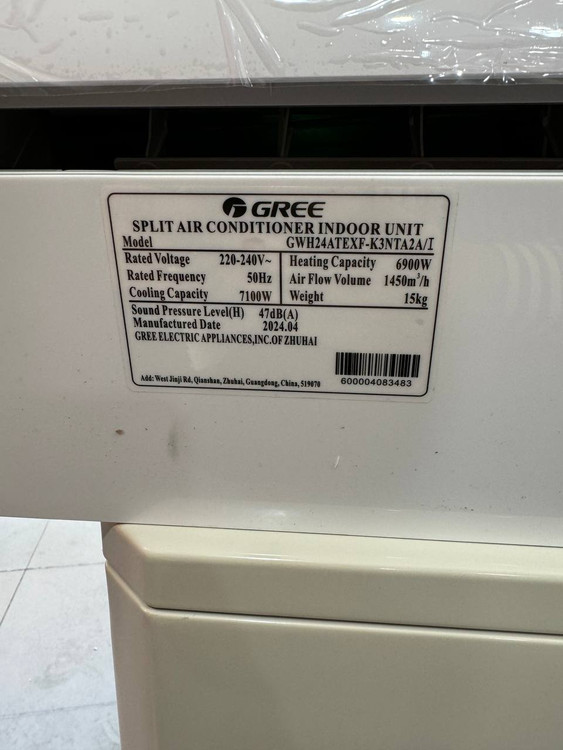 GREE
SPLIT AIR CONDITIONER INDOOR UNIT
Model GWH24ATEXF-K3NTA2A/I
Rated Voltage 220-240V~
Rated Frequency 50Hz
Cooling Capacity 7100W
Heating Capacity 6900W
Air Flow Volume 1450m³/h
Weight 15kg
Sound Pressure Level(H) 47dB(A)
Manufactured Date 2024.04
GREE ELECTRIC APPLIANCES,INC.OF ZHUHAI
Add: West Jinji Rd, Qianshan, Zhuhai, Guangdong, China, 519070
600004083483